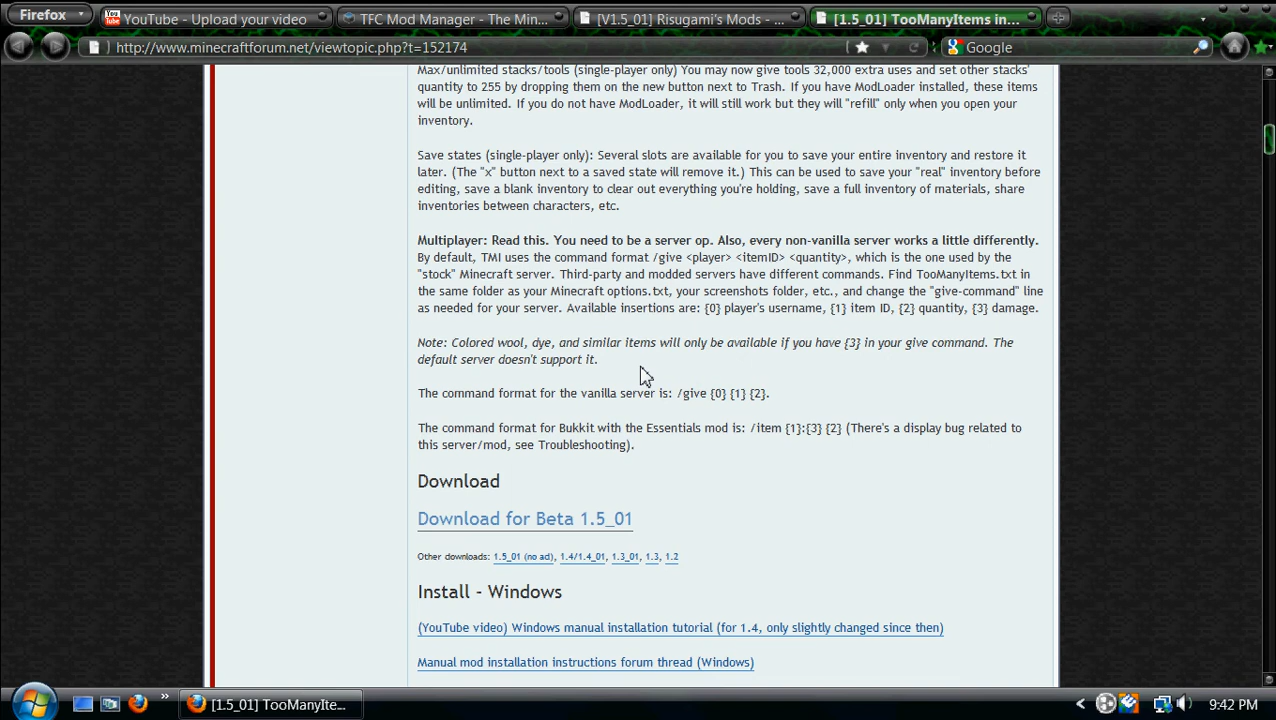 Firefox
YouTube - Upload your video
TFC Mod Manager - The Min...
[V1.5_01] Risugami's Mods - ...
[1.5_01] TooManyItems in...
http://www.minecraftforum.net/viewtopic.php?t=152174
Google
Max/unlimited stacks/tools (single-player only) You may now give tools 32,000 extra uses and set other stacks'
quantity to 255 by dropping them on the new button next to Trash. If you have ModLoader installed, these items
will be unlimited. If you do not have ModLoader, it will still work but they will "refill" only when you open your
inventory.
Save states (single-player only): Several slots are available for you to save your entire inventory and restore it
later. (The "x" button next to a saved state will remove it.) This can be used to save your "real" inventory before
editing, save a blank inventory to clear out everything you're holding, save a full inventory of materials, share
inventories between characters, etc.
Multiplayer: Read this. You need to be a server op. Also, every non-vanilla server works a little differently.
By default, TMI uses the command format /give <player> <itemID> <quantity>, which is the one used by the
"stock" Minecraft server. Third-party and modded servers have different commands. Find TooManyItems.txt in
the same folder as your Minecraft options.txt, your screenshots folder, etc., and change the "give-command" line
as needed for your server. Available insertions are: {0} player's username, {1} item ID, {2} quantity, {3} damage.
Note: Colored wool, dye, and similar items will only be available if you have {3} in your give command. The
default server doesn't support it.
The command format for the vanilla server is: /give {0} {1} {2}.
The command format for Bukkit with the Essentials mod is: /item {1}:{3} {2} (There's a display bug related to
this server/mod, see Troubleshooting).
Download
Download for Beta 1.5_01
Other downloads: 1.5_01 (no ad), 1.4/1.4_01, 1.3_01, 1.3, 1.2
Install - Windows
(YouTube video) Windows manual installation tutorial (for 1.4, only slightly changed since then)
Manual mod installation instructions forum thread (Windows)
[1.5_01] TooManyIte...
9:42 PM